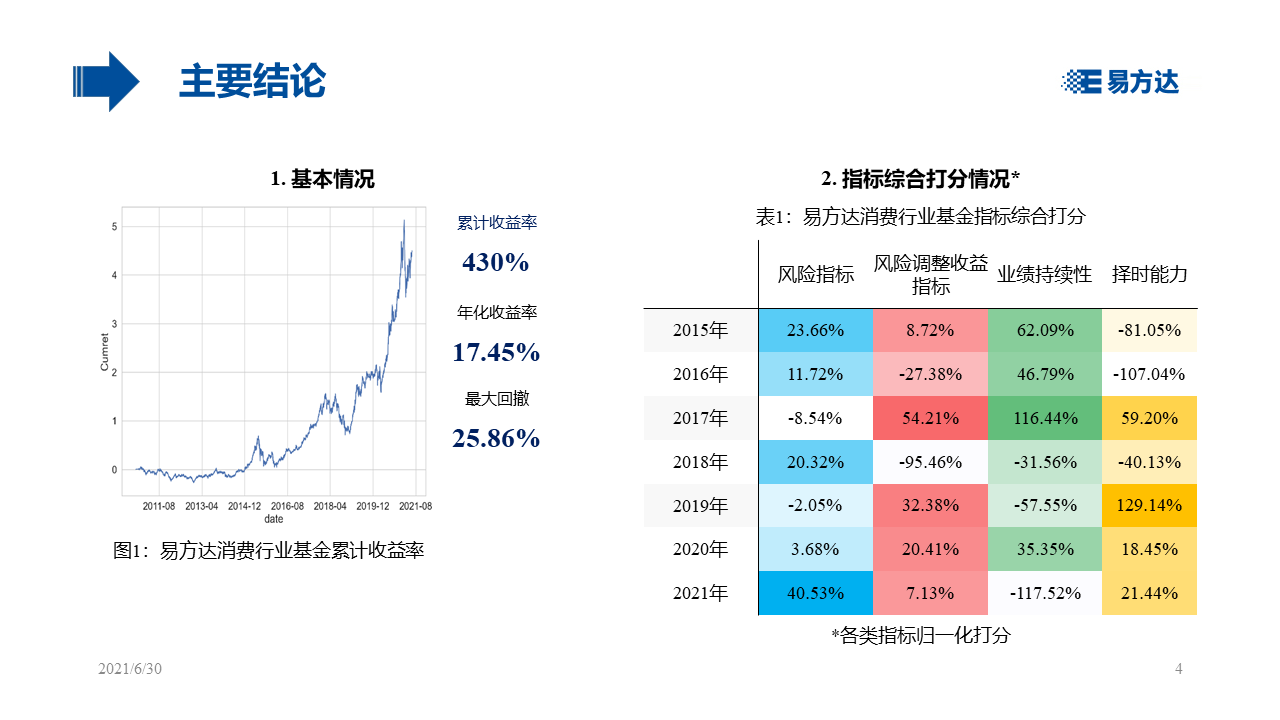 主要结论
易方达
1. 基本情况
5
4
3
2
1
0
Cumret
2011-08 2013-04 2014-12 2016-08 2018-04 2019-12 2021-08
date
图1：易方达消费行业基金累计收益率
累计收益率
430%
年化收益率
17.45%
最大回撤
25.86%
2. 指标综合打分情况*
表1：易方达消费行业基金指标综合打分
风险指标 风险调整收益指标 业绩持续性 择时能力
2015年 23.66% 8.72% 62.09% -81.05%
2016年 11.72% -27.38% 46.79% -107.04%
2017年 -8.54% 54.21% 116.44% 59.20%
2018年 20.32% -95.46% -31.56% -40.13%
2019年 -2.05% 32.38% -57.55% 129.14%
2020年 3.68% 20.41% 35.35% 18.45%
2021年 40.53% 7.13% -117.52% 21.44%
*各类指标归一化打分
2021/6/30
4